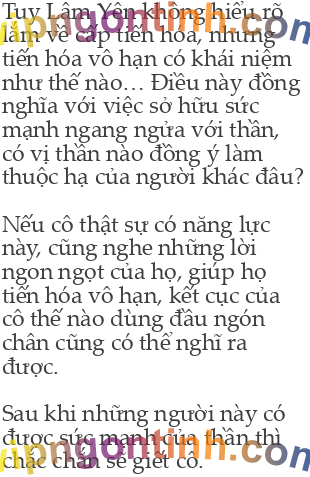 Tuy Lâm Yên không hiểu rõ
lắm về cấp tiến hóa, nhưng
tiến hóa vô hạn có khái niệm
như thế nào… Điều này đồng
nghĩa với việc sở hữu sức
mạnh ngang ngửa với thần,
có vị thần nào đồng ý làm
thuộc hạ của người khác đâu?
Nếu cô thật sự có năng lực
này, cũng nghe những lời
ngon ngọt của họ, giúp họ
tiến hóa vô hạn, kết cục của
cô thế nào dùng đầu ngón
chân cũng có thể nghĩ ra
được.
Sau khi những người này có
được sức mạnh của thần thì
chắc chắn sẽ giết cô.
vipngontinh.com
vipngontinh.com